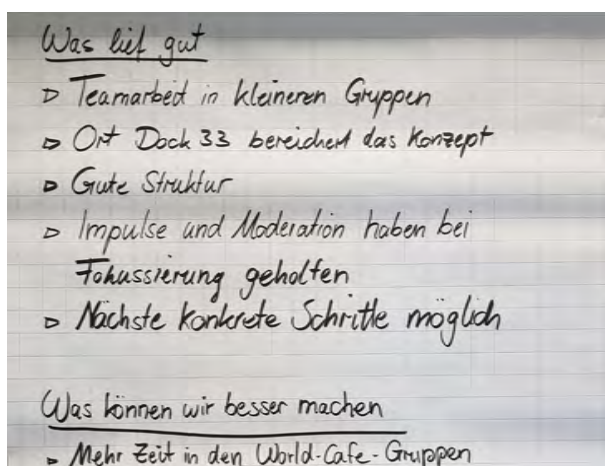 Was lief gut
▷ Teamarbeit in kleineren Gruppen
▷ Ort Dock 33 bereichert das Konzept
▷ Gute Struktur
▷ Impulse und Moderation haben bei
Fokussierung geholfen
▷ Nächste konkrete Schritte möglich
Was können wir besser machen
▷ Mehr Zeit in den World-Cafe-Gruppen